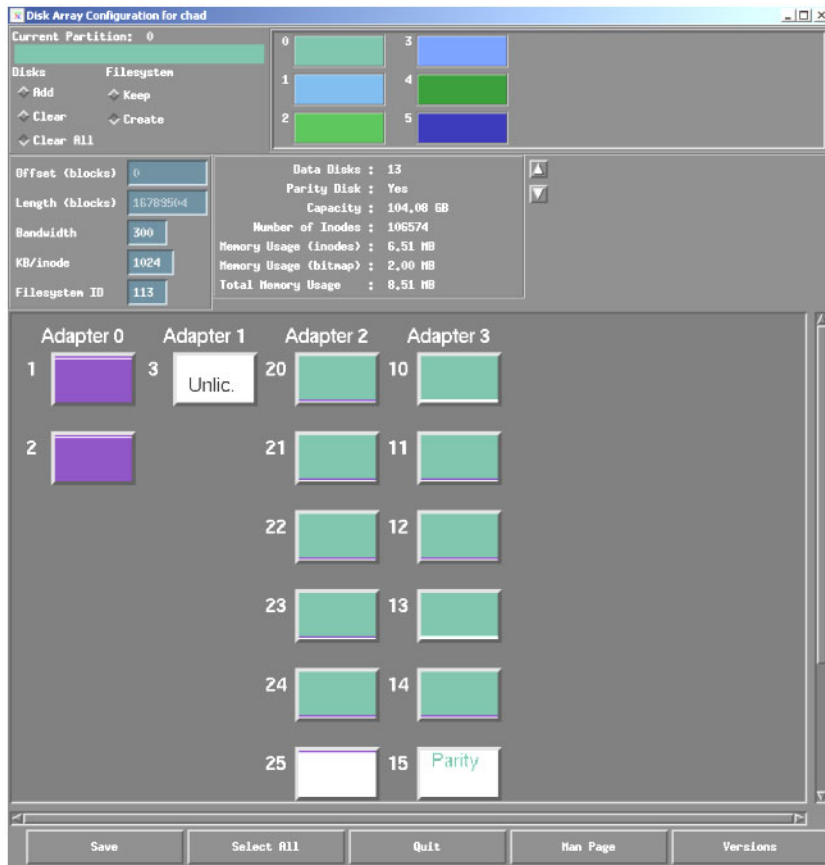 Disk Array Configuration for chad
Current Partition: 0
Disks Filesystem
Add Keep
Clear Create
Clear All
0 3
1 4
2 5
Offset (blocks) 0
Length (blocks) 16789504
Bandwidth 300
KB/inode 1024
Filesystem ID 113
Data Disks : 13
Parity Disk : Yes
Capacity : 104.08 GB
Number of Inodes : 106574
Memory Usage (inodes) : 6.51 MB
Memory Usage (bitmap) : 2.00 MB
Total Memory Usage : 8.51 MB
Adapter 0 Adapter 1 Adapter 2 Adapter 3
1 3 Unlic. 20 10
2 21 11
22 12
23 13
24 14
25 15 Parity
Save Select All Quit Man Page Versions